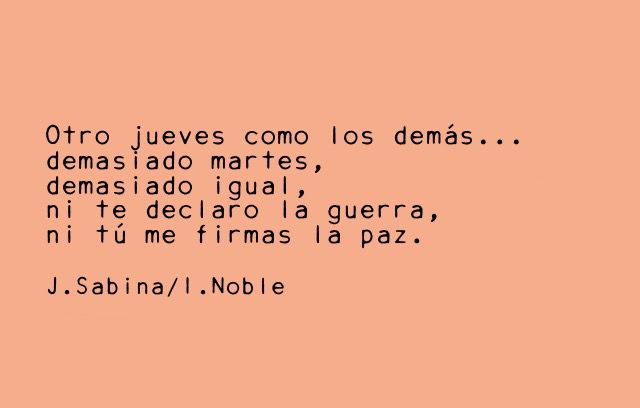 Otro jueves como los demás...
demasiado martes,
demasiado igual,
ni te declaro la guerra,
ni tú me firmas la paz.
J.Sabina/I.Noble